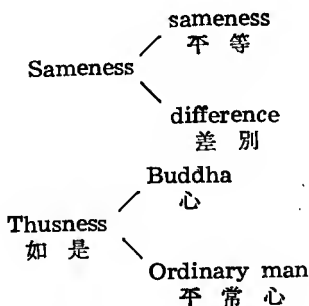 sameness
平 等
Sameness
difference
差 別
Buddha
心
Thusness
如 是
Ordinary man
平 常 心